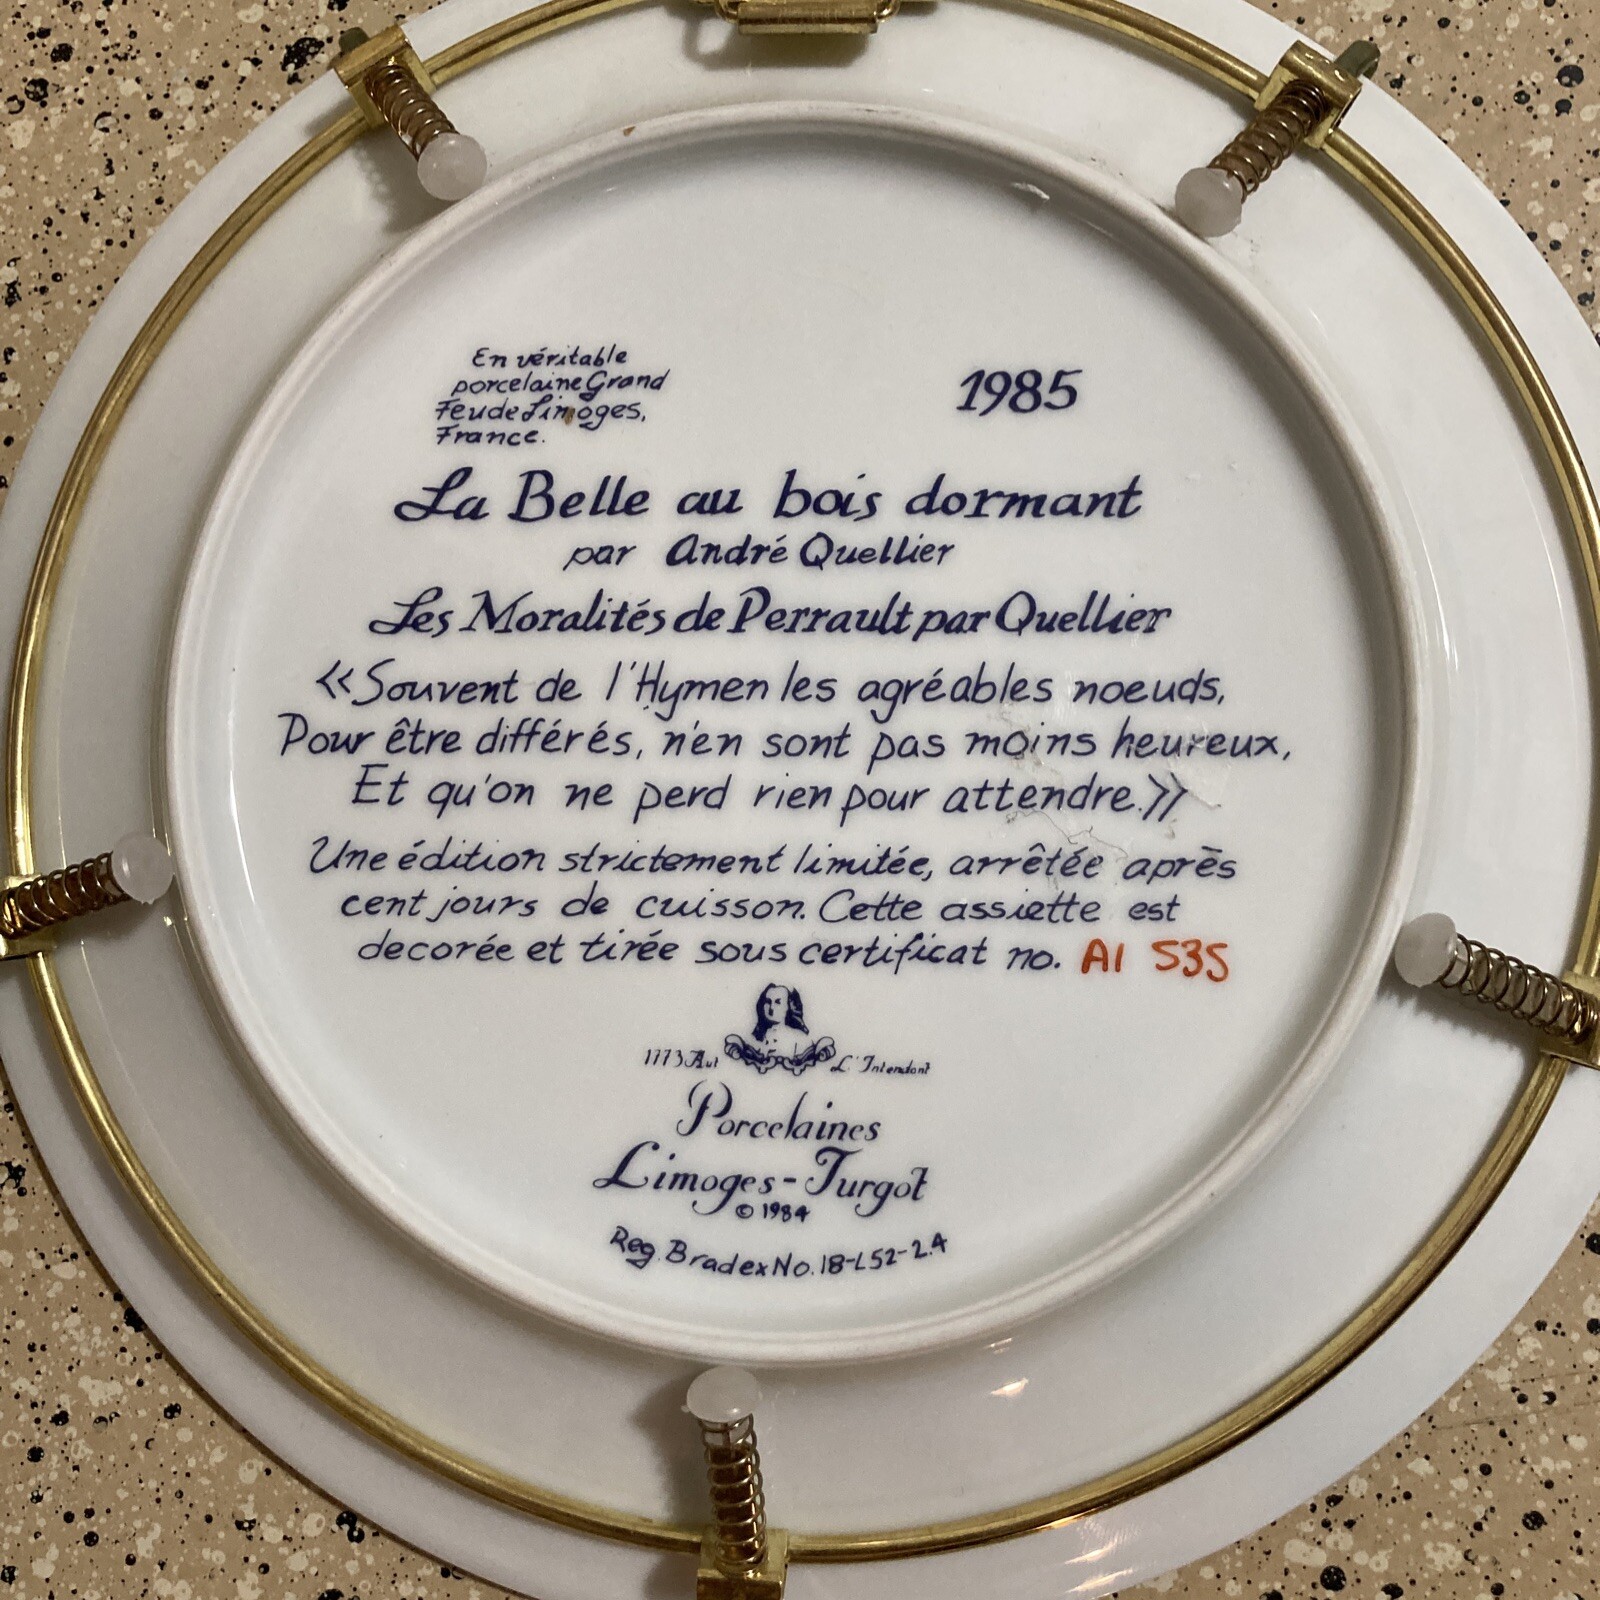 En véritable
porcelaine Grand
Feu de Limoges,
France.
1985
La Belle au bois dormant
par André Quellier
Les Moralités de Perrault par Quellier
«Souvent de l'Hymen les agréables noeuds,
Pour être différés, n'en sont pas moins heureux,
Et qu'on ne perd rien pour attendre.»
Une édition strictement limitée, arrêtée après
cent jours de cuisson. Cette assiette est
decorée et tirée sous certificat no. A1 535
1773 Aut L'Intendant
Porcelaines
Limoges-Turgot
© 1984
Reg. Bradex No. 18-L52-2.4